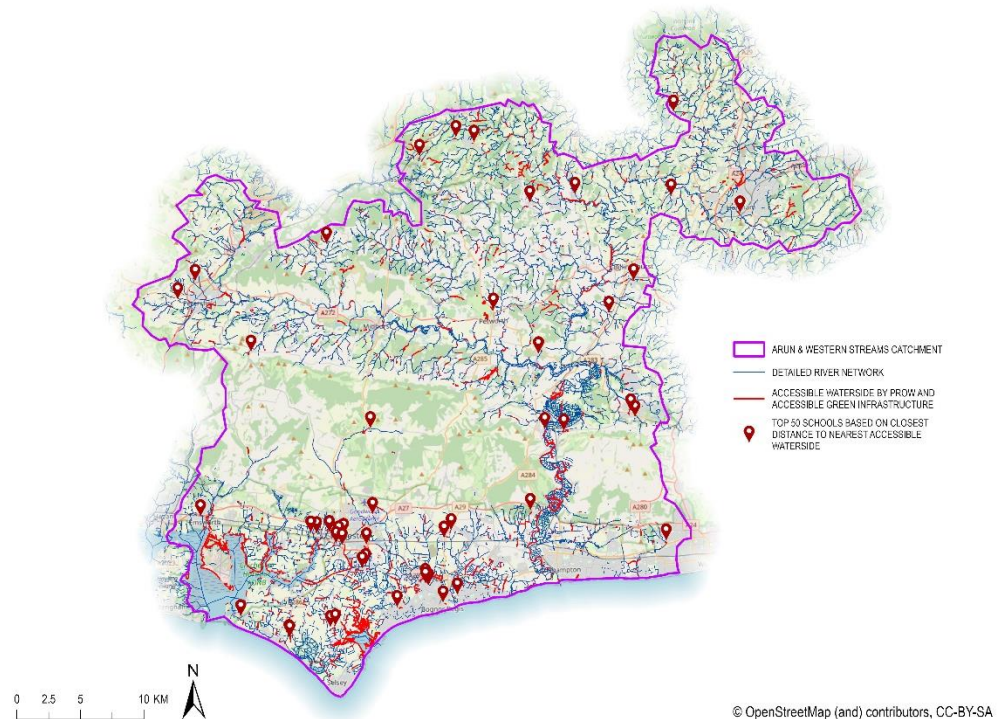 A272
A285
A283
A284
A27
A29
A280
Selsey
ARUN & WESTERN STREAMS CATCHMENT
DETAILED RIVER NETWORK
ACCESSIBLE WATERSIDE BY PROW AND
ACCESSIBLE GREEN INFRASTRUCTURE
TOP 50 SCHOOLS BASED ON CLOSEST
DISTANCE TO NEAREST ACCESSIBLE
WATERSIDE
N
0 2.5 5 10 KM
© OpenStreetMap (and) contributors, CC-BY-SA